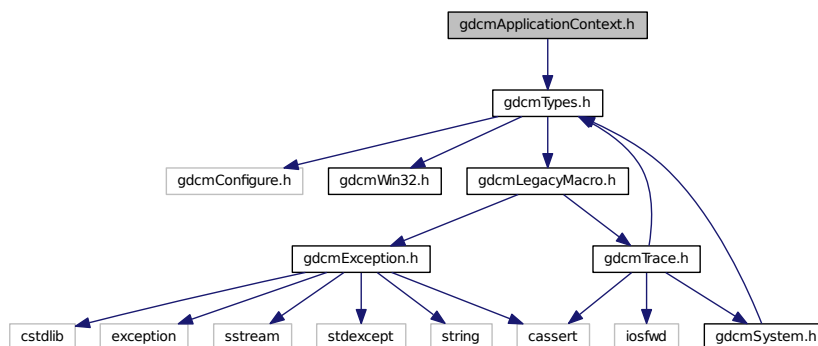 gdcmApplicationContext.h
gdcmTypes.h
gdcmConfigure.h
gdcmWin32.h
gdcmLegacyMacro.h
gdcmException.h
gdcmTrace.h
cstdlib
exception
sstream
stdexcept
string
cassert
iosfwd
gdcmSystem.h